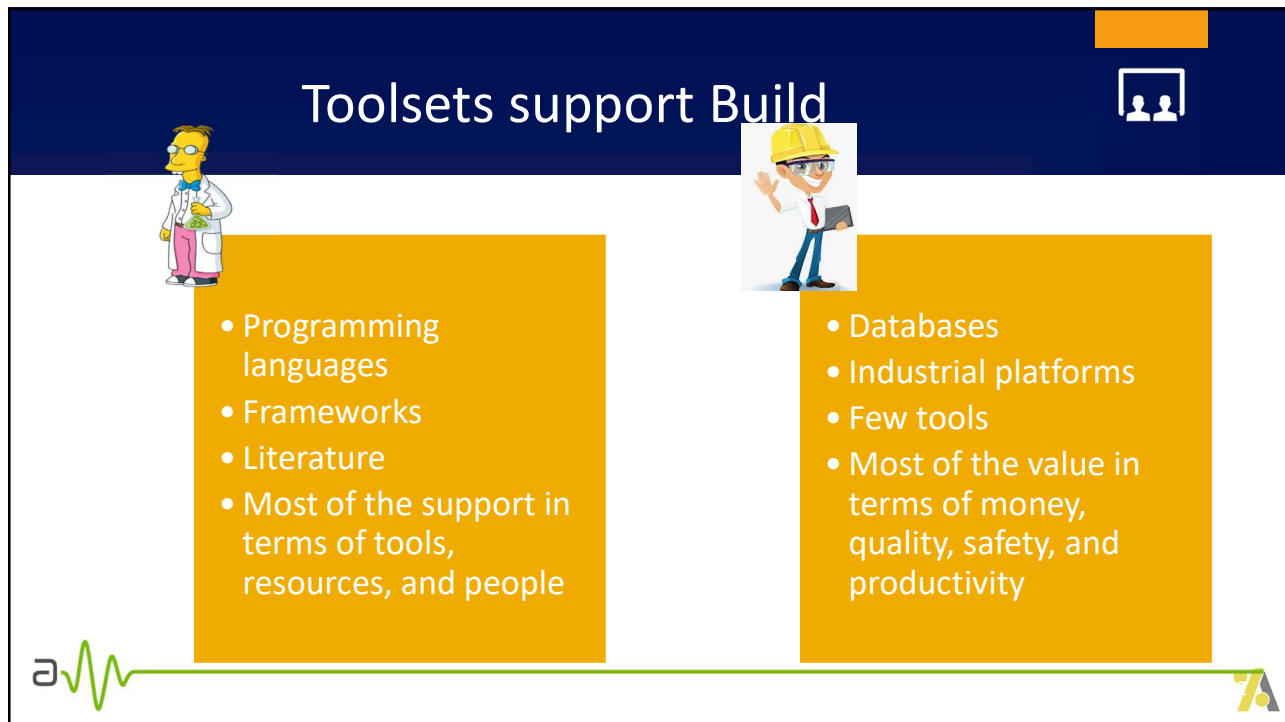 Toolsets support Build
• Programming
languages
• Frameworks
• Literature
• Most of the support in
terms of tools,
resources, and people
• Databases
• Industrial platforms
• Few tools
• Most of the value in
terms of money,
quality, safety, and
productivity
a